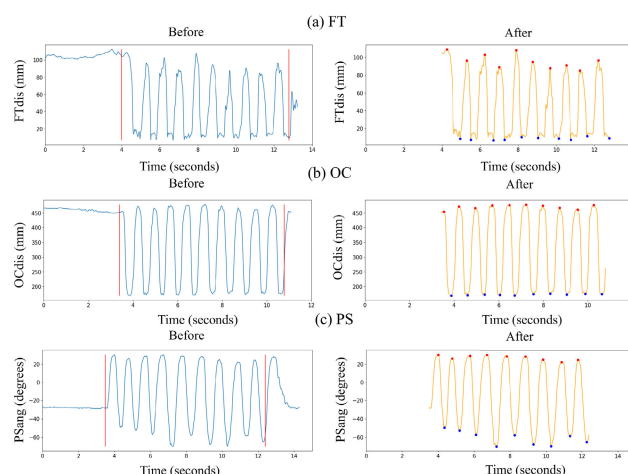 (a) FT
Before After
FTdis (mm) FTdis (mm)
100
80
60
40
20
100
80
60
40
20
0 2 4 6 8 10 12 14
0 2 4 6 8 10 12
Time (seconds) Time (seconds)
(b) OC
Before After
OCdis (mm) OCdis (mm)
450
400
350
300
250
200
450
400
350
300
250
200
0 2 4 6 8 10 12
0 2 4 6 8 10
Time (seconds) Time (seconds)
(c) PS
Before After
PSang (degrees) PSang (degrees)
20
0
−20
−40
−60
20
0
−20
−40
−60
0 2 4 6 8 10 12 14
0 2 4 6 8 10 12 14
Time (seconds) Time (seconds)